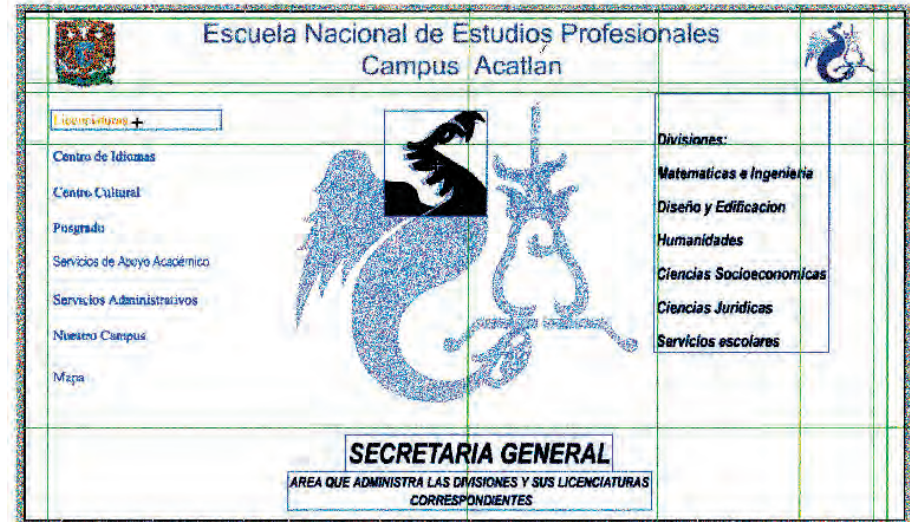 Escuela Nacional de Estudios Profesionales
Campus Acatlan
Licenciaturas
Centro de Idiomas
Centro Cultural
Posgrado
Servicios de Apoyo Académico
Servicios Administrativos
Nuestro Campus
Mapa
Divisiones:
Matematicas e Ingenieria
Diseño y Edificacion
Humanidades
Ciencias Socioeconomicas
Ciencias Juridicas
Servicios escolares
SECRETARIA GENERAL
AREA QUE ADMINISTRA LAS DIVISIONES Y SUS LICENCIATURAS
CORRESPONDIENTES